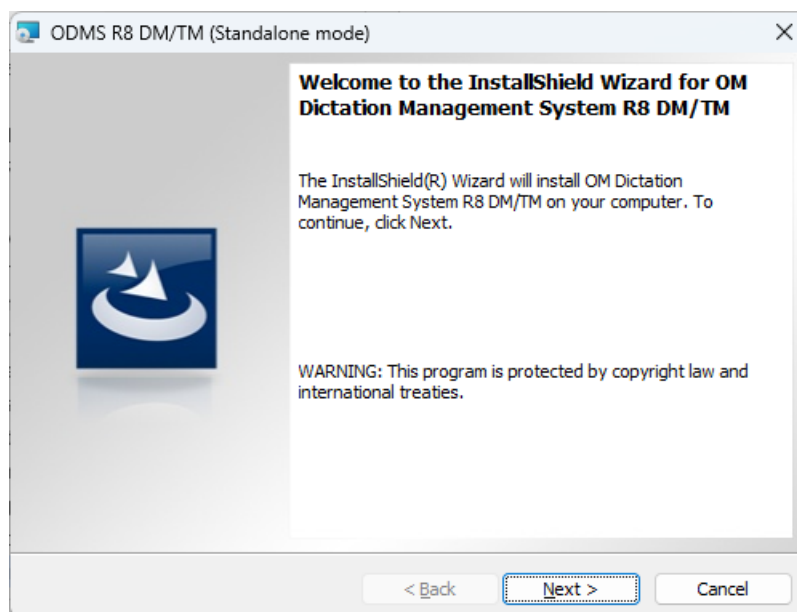 ODMS R8 DM/TM (Standalone mode)
Welcome to the InstallShield Wizard for OM
Dictation Management System R8 DM/TM
The InstallShield(R) Wizard will install OM Dictation
Management System R8 DM/TM on your computer. To
continue, click Next.
WARNING: This program is protected by copyright law and
international treaties.
< Back
Next >
Cancel